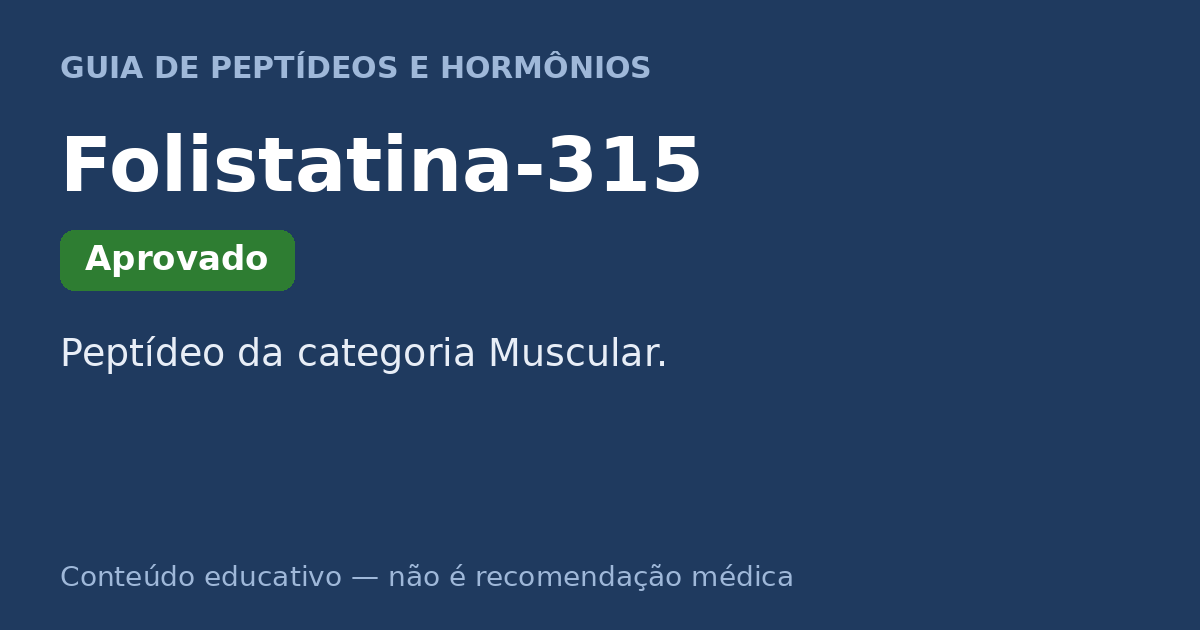 GUIA DE PEPTÍDEOS E HORMÔNIOS
Folistatina-315
Aprovado
Peptídeo da categoria Muscular.
Conteúdo educativo — não é recomendação médica